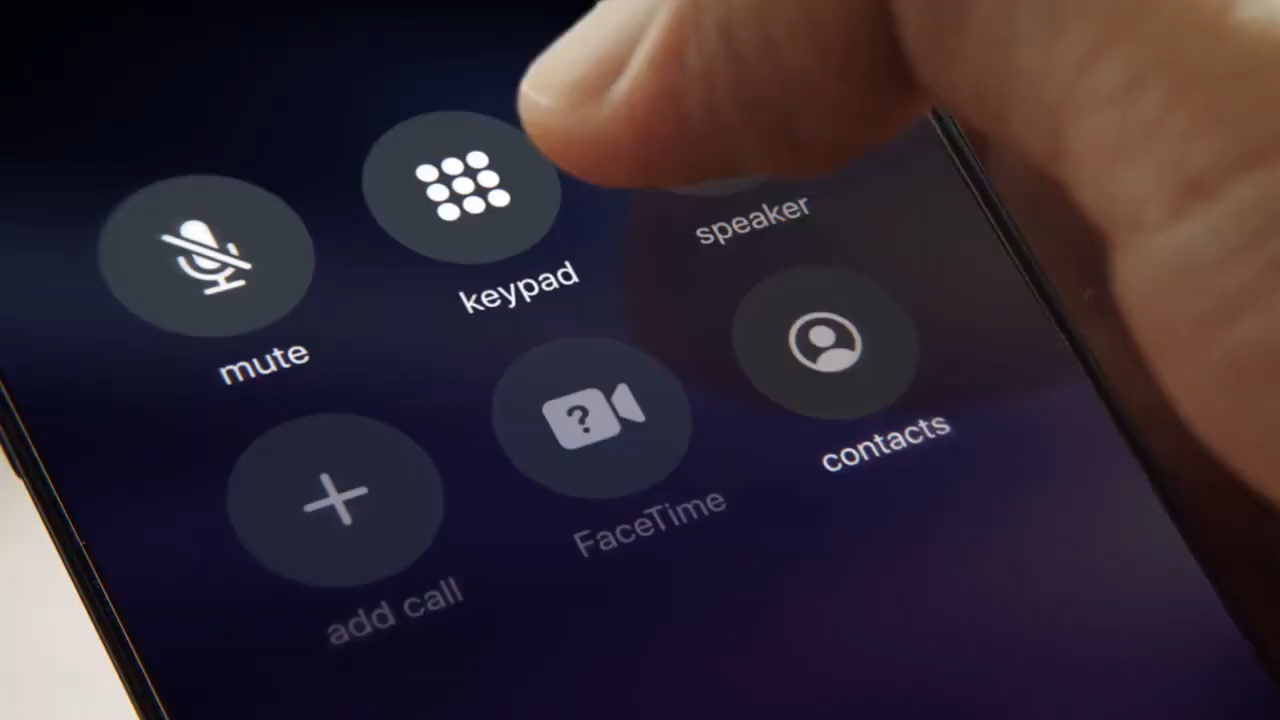 mute
keypad
speaker
add call
FaceTime
contacts